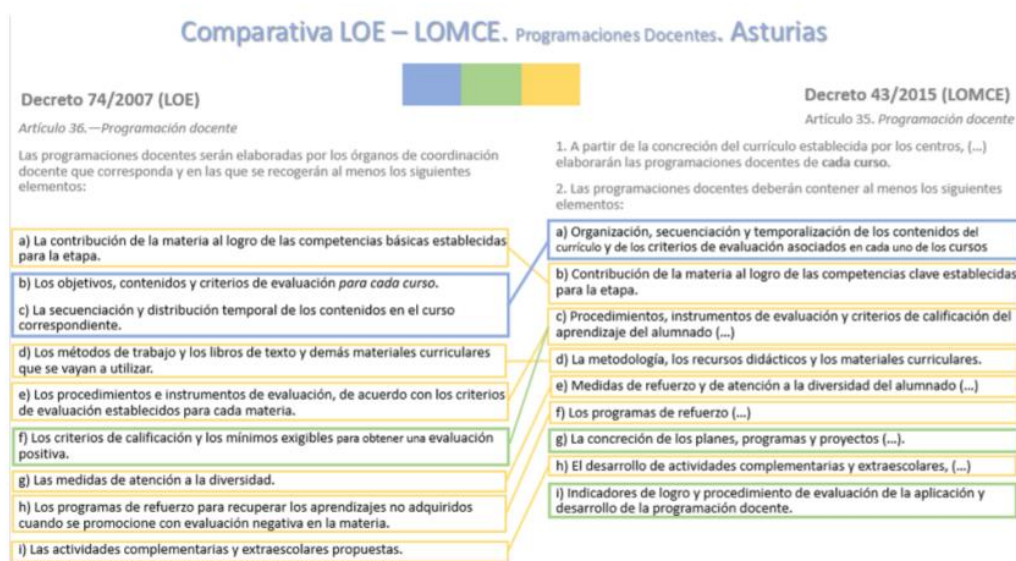 Comparativa LOE – LOMCE. Programaciones Docentes. Asturias
Decreto 74/2007 (LOE)
Artículo 36.—Programación docente
Las programaciones docentes serán elaboradas por los órganos de coordinación
docente que corresponda y en las que se recogerán al menos los siguientes
elementos:
a) La contribución de la materia al logro de las competencias básicas establecidas
para la etapa.
b) Los objetivos, contenidos y criterios de evaluación para cada curso.
c) La secuenciación y distribución temporal de los contenidos en el curso
correspondiente.
d) Los métodos de trabajo y los libros de texto y demás materiales curriculares
que se vayan a utilizar.
e) Los procedimientos e instrumentos de evaluación, de acuerdo con los criterios
de evaluación establecidos para cada materia.
f) Los criterios de calificación y los mínimos exigibles para obtener una evaluación
positiva.
g) Las medidas de atención a la diversidad.
h) Los programas de refuerzo para recuperar los aprendizajes no adquiridos
cuando se promocione con evaluación negativa en la materia.
i) Las actividades complementarias y extraescolares propuestas.
Decreto 43/2015 (LOMCE)
Artículo 35. Programación docente
1. A partir de la concreción del currículo establecida por los centros, (...)
elaborarán las programaciones docentes de cada curso.
2. Las programaciones docentes deberán contener al menos los siguientes
elementos:
a) Organización, secuenciación y temporalización de los contenidos del
currículo y de los criterios de evaluación asociados en cada uno de los cursos
b) Contribución de la materia al logro de las competencias clave establecidas
para la etapa.
c) Procedimientos, instrumentos de evaluación y criterios de calificación del
aprendizaje del alumnado (...)
d) La metodología, los recursos didácticos y los materiales curriculares.
e) Medidas de refuerzo y de atención a la diversidad del alumnado (...)
f) Los programas de refuerzo (...)
g) La concreción de los planes, programas y proyectos (...).
h) El desarrollo de actividades complementarias y extraescolares, (...)
i) Indicadores de logro y procedimiento de evaluación de la aplicación y
desarrollo de la programación docente.